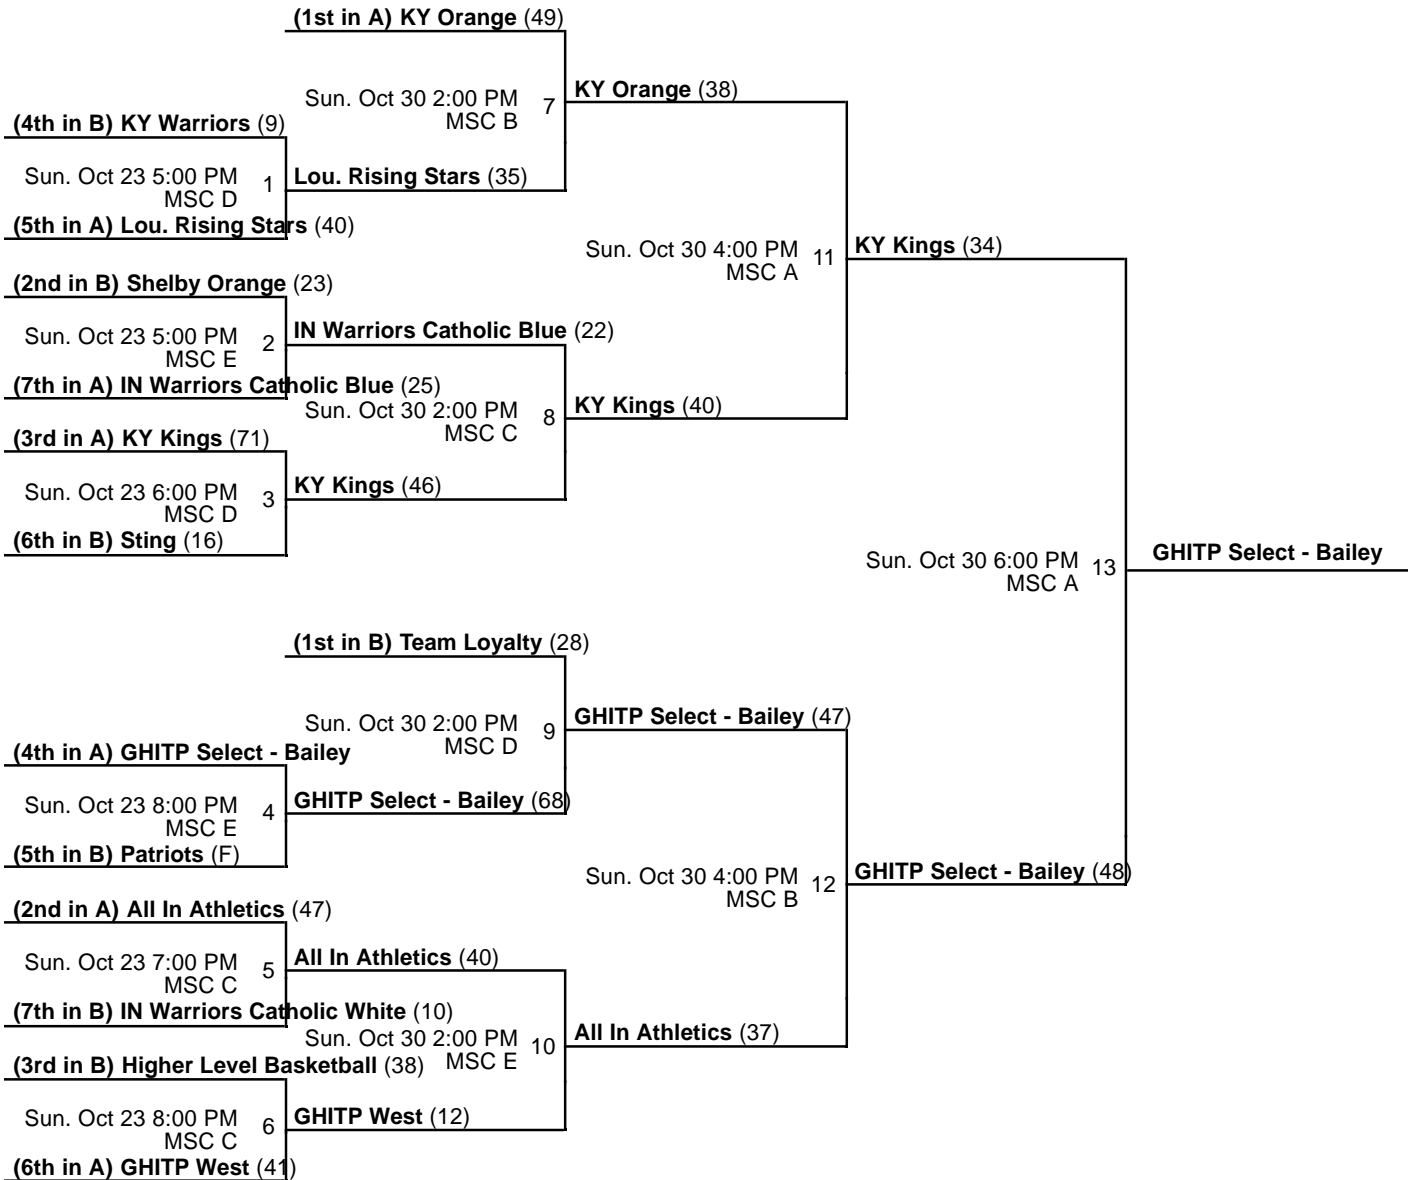 (1st in A) KY Orange (49)
Sun. Oct 30 2:00 PM 7
MSC B
KY Orange (38)
(4th in B) KY Warriors (9)
Sun. Oct 23 5:00 PM 1
MSC D
Lou. Rising Stars (35)
(5th in A) Lou. Rising Stars (40)
Sun. Oct 30 4:00 PM 11
MSC A
KY Kings (34)
(2nd in B) Shelby Orange (23)
Sun. Oct 23 5:00 PM 2
MSC E
IN Warriors Catholic Blue (22)
(7th in A) IN Warriors Catholic Blue (25)
Sun. Oct 30 2:00 PM 8
MSC C
KY Kings (40)
(3rd in A) KY Kings (71)
Sun. Oct 23 6:00 PM 3
MSC D
KY Kings (46)
(6th in B) Sting (16)
Sun. Oct 30 6:00 PM 13
MSC A
GHITP Select - Bailey
(1st in B) Team Loyalty (28)
Sun. Oct 30 2:00 PM 9
MSC D
GHITP Select - Bailey (47)
(4th in A) GHITP Select - Bailey
Sun. Oct 23 8:00 PM 4
MSC E
GHITP Select - Bailey (68)
(5th in B) Patriots (F)
Sun. Oct 30 4:00 PM 12
MSC B
GHITP Select - Bailey (48)
(2nd in A) All In Athletics (47)
Sun. Oct 23 7:00 PM 5
MSC C
All In Athletics (40)
(7th in B) IN Warriors Catholic White (10)
Sun. Oct 30 2:00 PM 10
MSC E
All In Athletics (37)
(3rd in B) Higher Level Basketball (38)
Sun. Oct 23 8:00 PM 6
MSC C
GHITP West (12)
(6th in A) GHITP West (41)